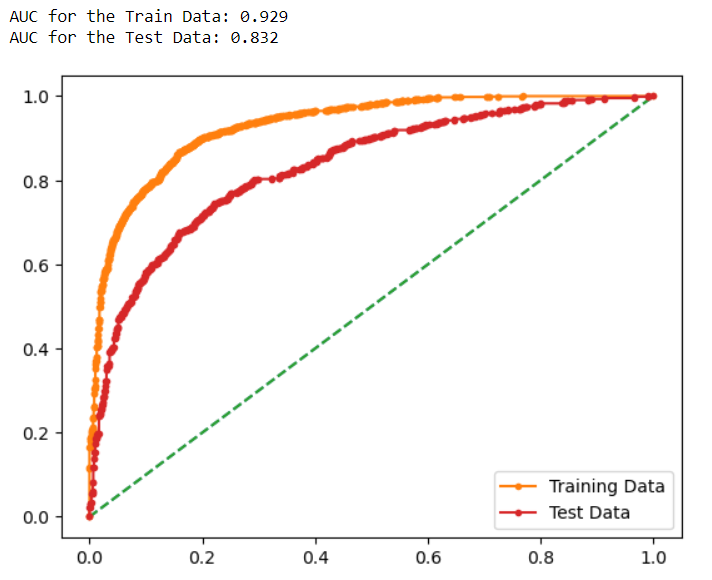 AUC for the Train Data: 0.929
AUC for the Test Data: 0.832
1.0
0.8
0.6
0.4
0.2
0.0
Training Data
Test Data
0.0 0.2 0.4 0.6 0.8 1.0